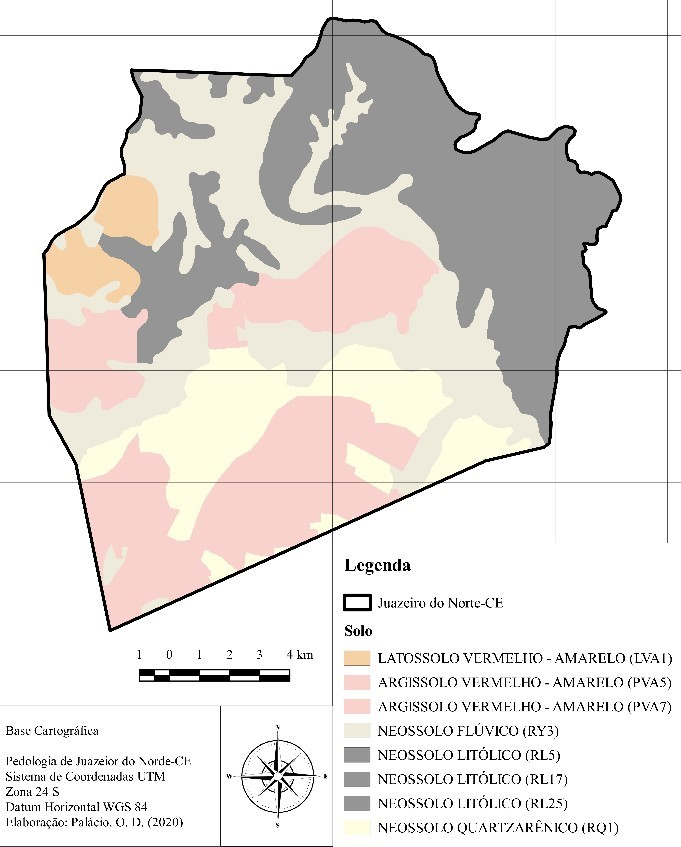 Legenda
Juazeiro do Norte-CE
Solo
LATOSSOLO VERMELHO - AMARELO (LVA1)
ARGISSOLO VERMELHO - AMARELO (PVA5)
ARGISSOLO VERMELHO - AMARELO (PVA7)
NEOSSOLO FLÚVICO (RY3)
NEOSSOLO LITÓLICO (RL5)
NEOSSOLO LITÓLICO (RL17)
NEOSSOLO LITÓLICO (RL25)
NEOSSOLO QUARTZARÊNICO (RQ1)
1 0 1 2 3 4 km
Base Cartográfica
Pedologia de Juazeior do Norde-CE
Sistema de Coordenadas UTM
Zona 24 S
Datum Horizontal WGS 84
Elaboração: Palácio, O. D. (2020)